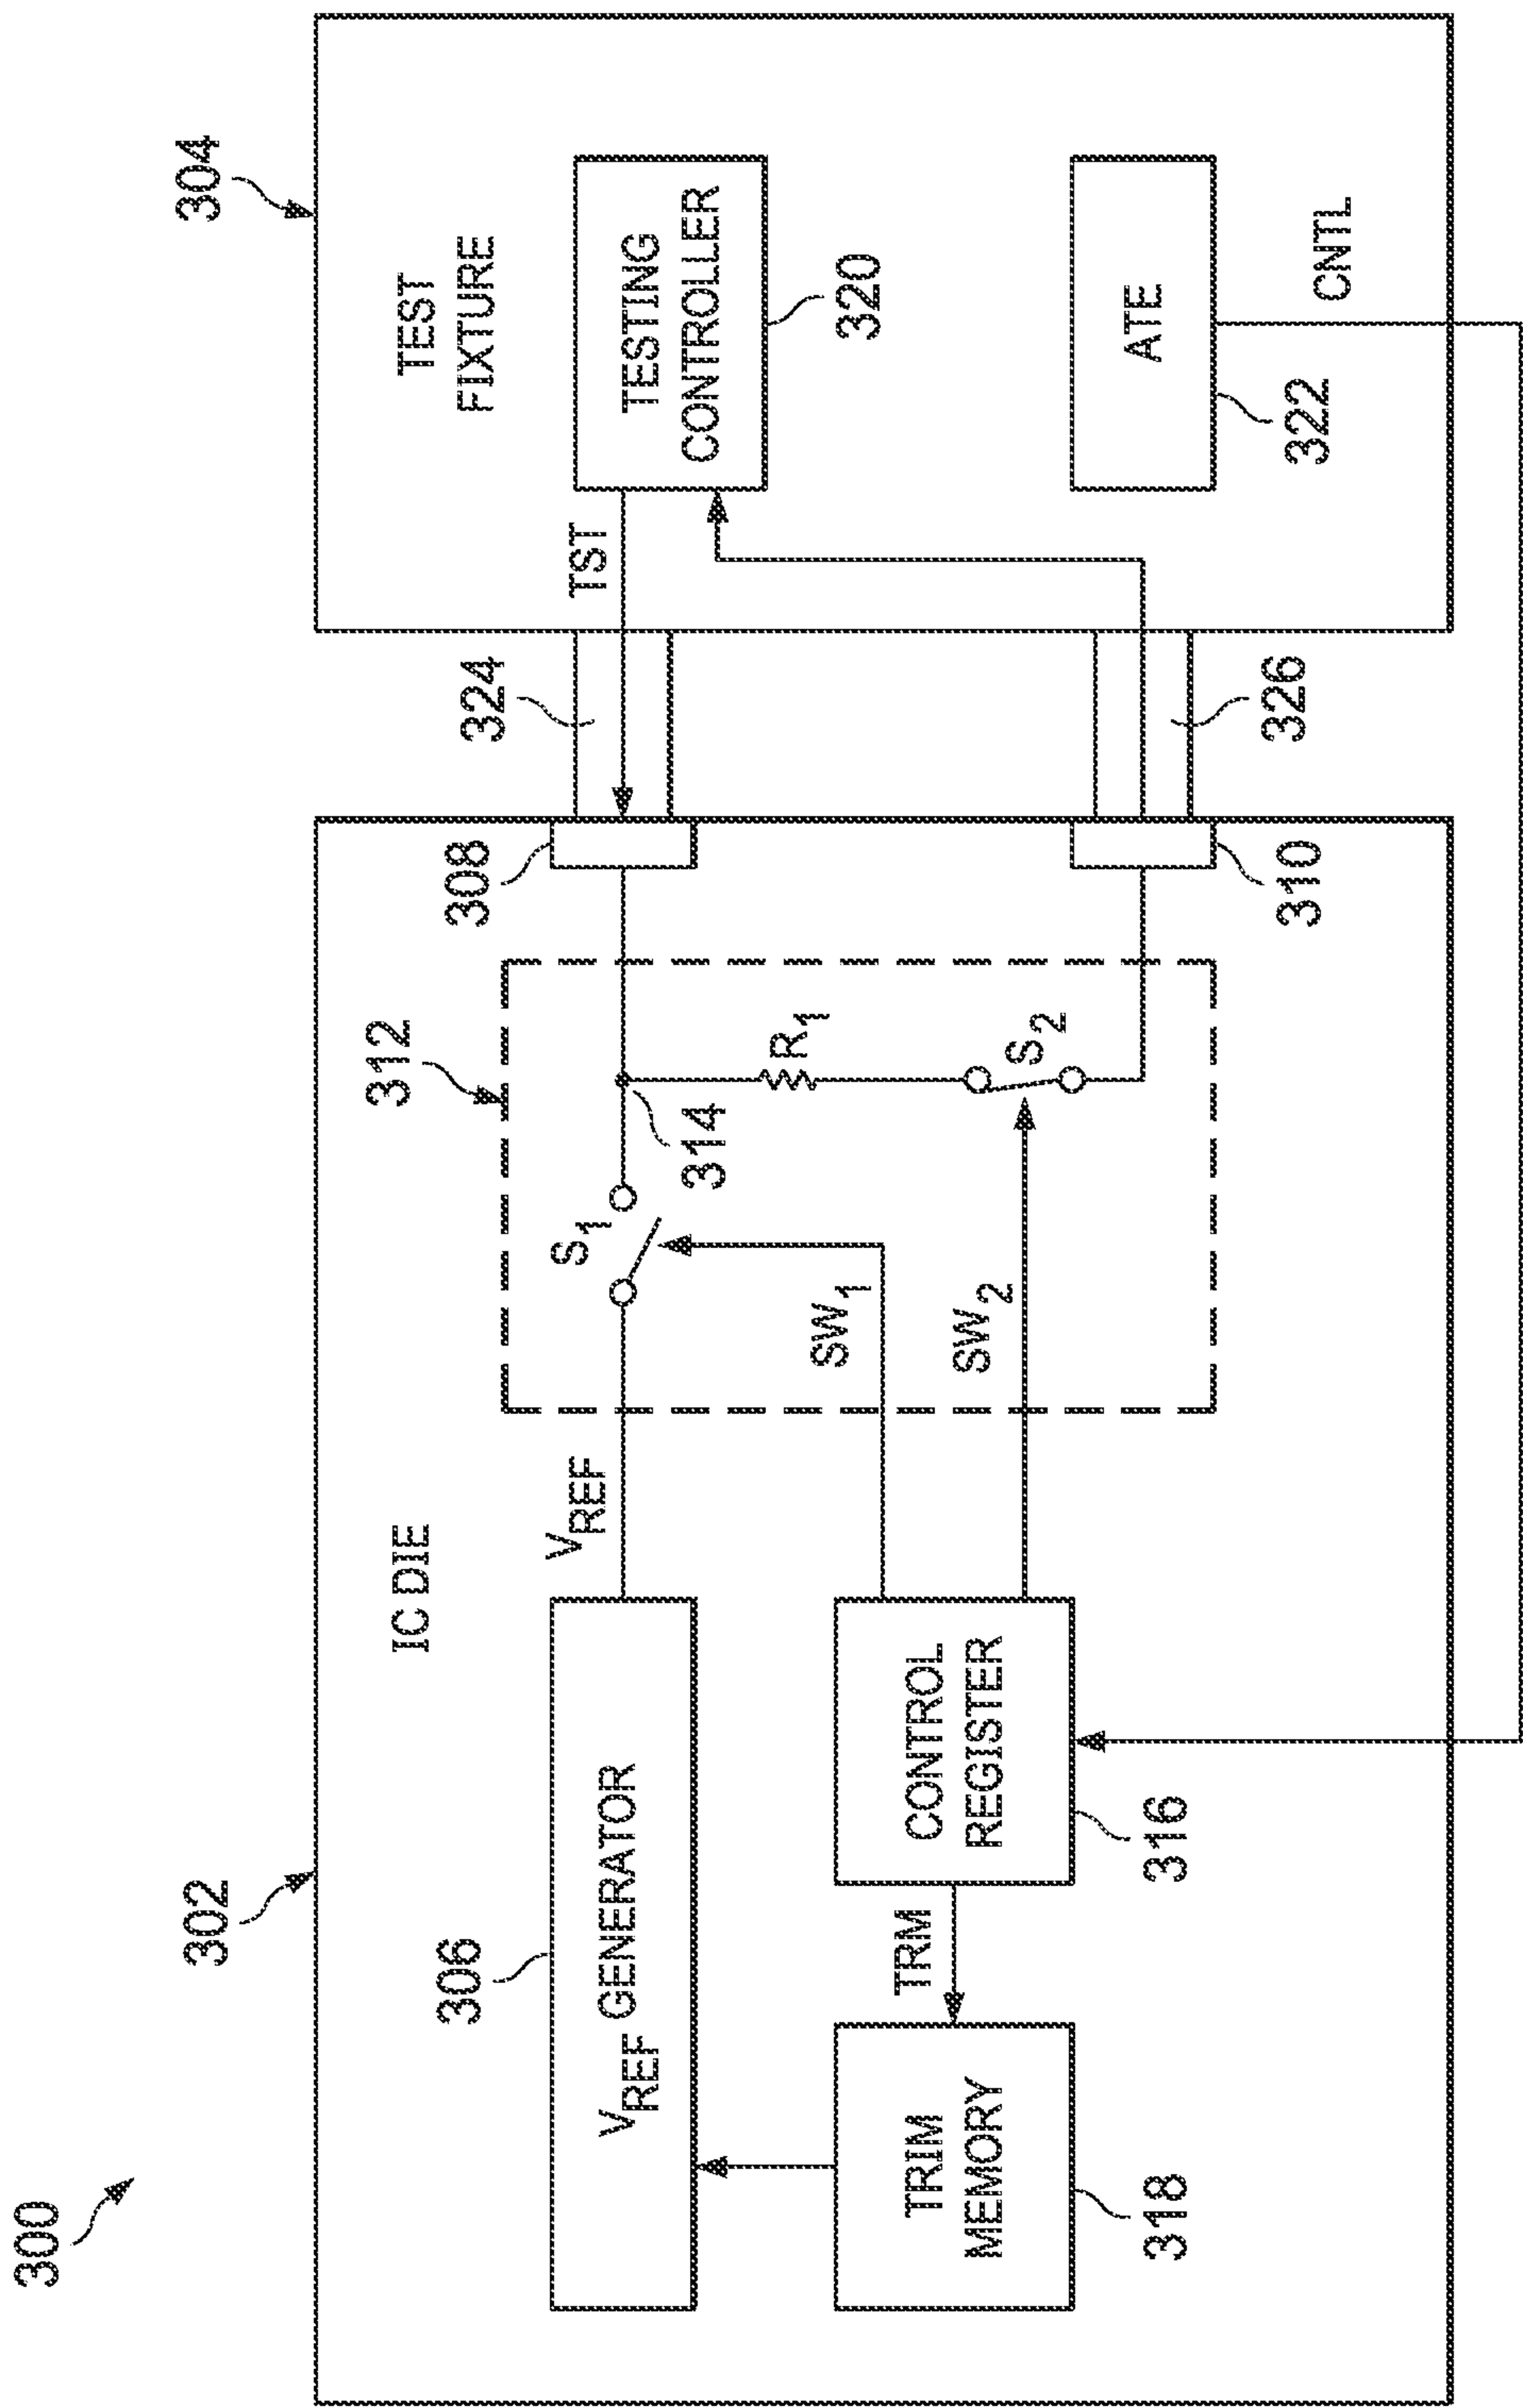 300
302
304
IC DIE
TEST
FIXTURE
306
VREF GENERATOR
VREF
312
S1
314
R1
S2
SW1
SW2
308
310
324
326
TST
TESTING
CONTROLLER
320
ATE
322
CNTL
TRIM
MEMORY
318
TRM
CONTROL
REGISTER
316